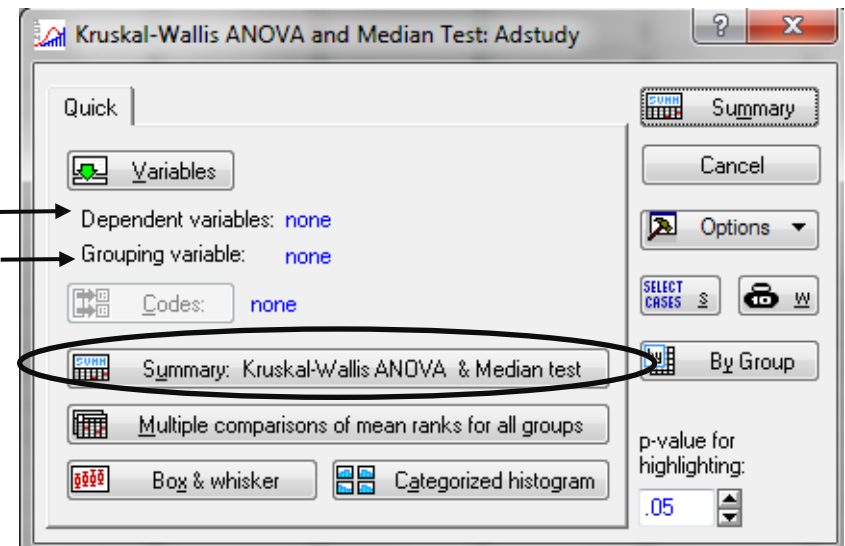 Kruskal-Wallis ANOVA and Median Test: Adstudy
?
X
Quick
Summary
Variables
Cancel
Dependent variables: none
Options
Grouping variable: none
SELECT CASES S
W
Codes: none
Summary: Kruskal-Wallis ANOVA & Median test
By Group
Multiple comparisons of mean ranks for all groups
p-value for
highlighting:
Box & whisker
Categorized histogram
.05